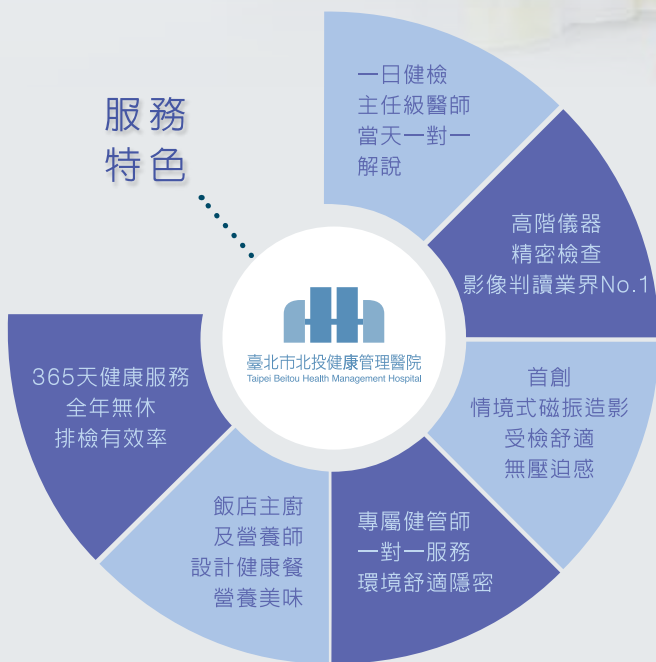 服務
特色
一日健檢
主任級醫師
當天一對一
解說
高階儀器
精密檢查
影像判讀業界No.1
首創
情境式磁振造影
受檢舒適
無壓迫感
專屬健管師
一對一服務
環境舒適隱密
飯店主廚
及營養師
設計健康餐
營養美味
365天健康服務
全年無休
排檢有效率
臺北市北投健康管理醫院
Taipei Beitou Health Management Hospital